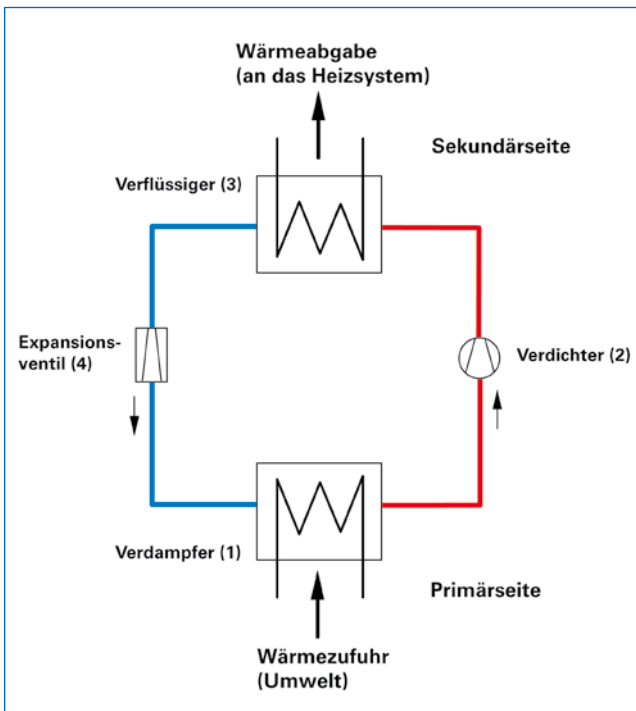 Wärmeabgabe
(an das Heizsystem)
Sekundärseite
Verflüssiger (3)
Expansions-
ventil (4)
Verdichter (2)
Verdampfer (1)
Primärseite
Wärmezufuhr
(Umwelt)